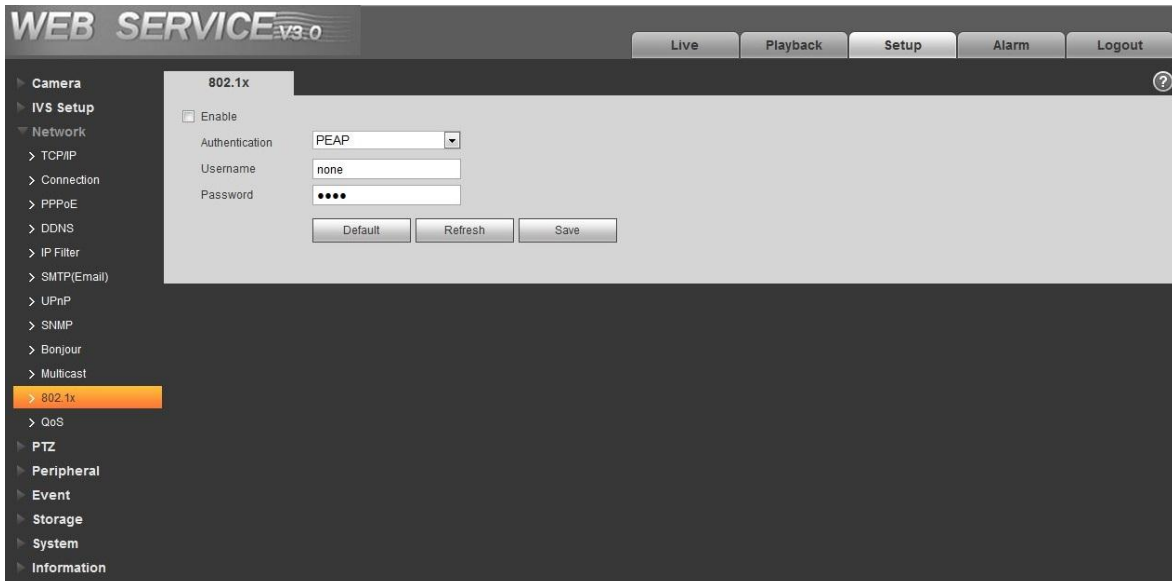 WEB SERVICE V3.0
Live Playback Setup Alarm Logout
Camera
IVS Setup
Network
> TCP/IP
> Connection
> PPPoE
> DDNS
> IP Filter
> SMTP(Email)
> UPnP
> SNMP
> Bonjour
> Multicast
> 802.1x
> QoS
PTZ
Peripheral
Event
Storage
System
Information
802.1x
?
Enable
Authentication PEAP
Username none
Password ●●●●
Default Refresh Save